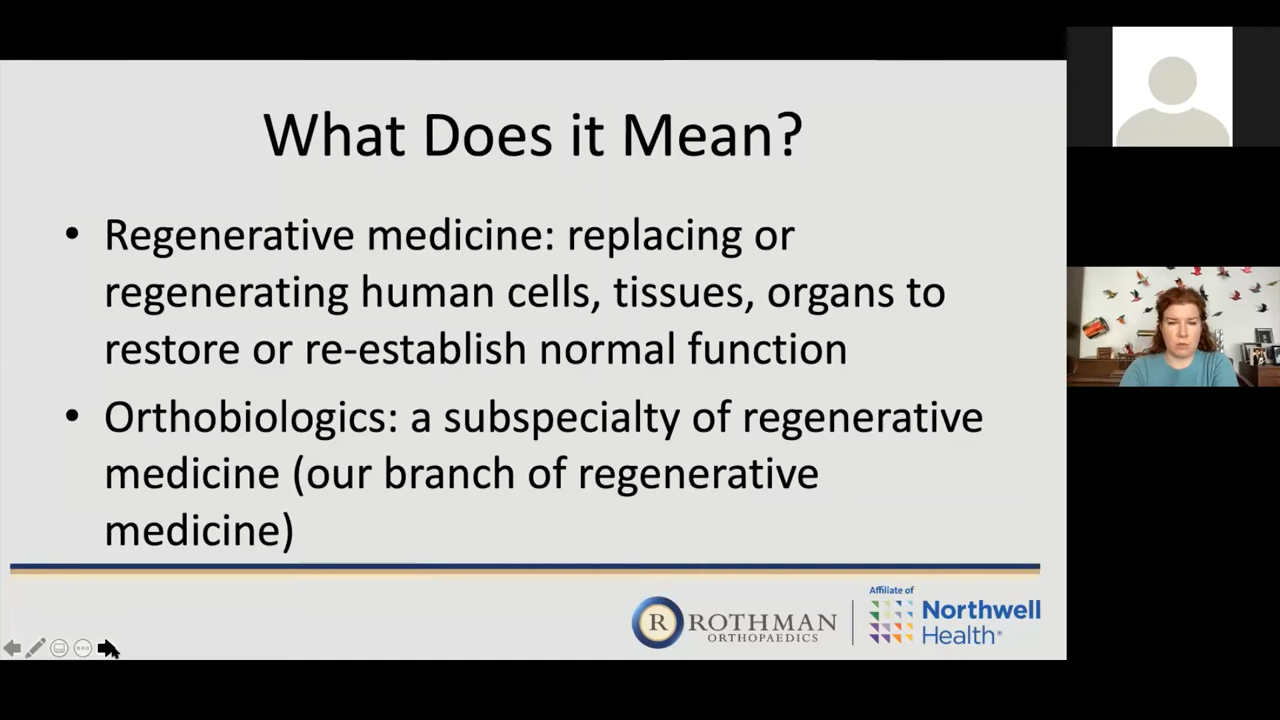 What Does it Mean?
• Regenerative medicine: replacing or
regenerating human cells, tissues, organs to
restore or re-establish normal function
• Orthobiologics: a subspecialty of regenerative
medicine (our branch of regenerative
medicine)
R ROTHMAN
ORTHOPAEDICS
Affiliate of
Northwell
Health®